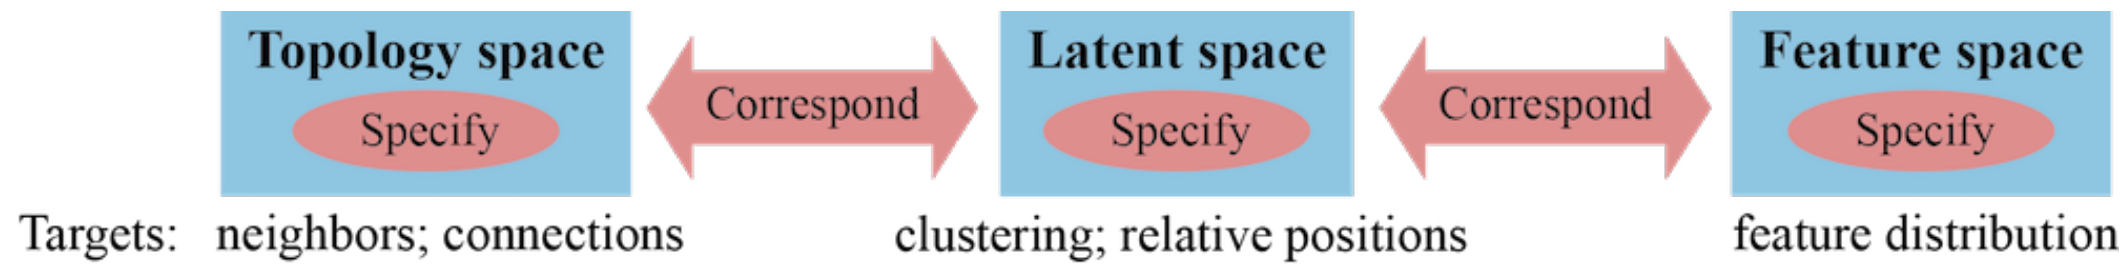 Topology space
Specify
Correspond
Latent space
Specify
Correspond
Feature space
Specify
Targets: neighbors; connections
clustering; relative positions
feature distribution